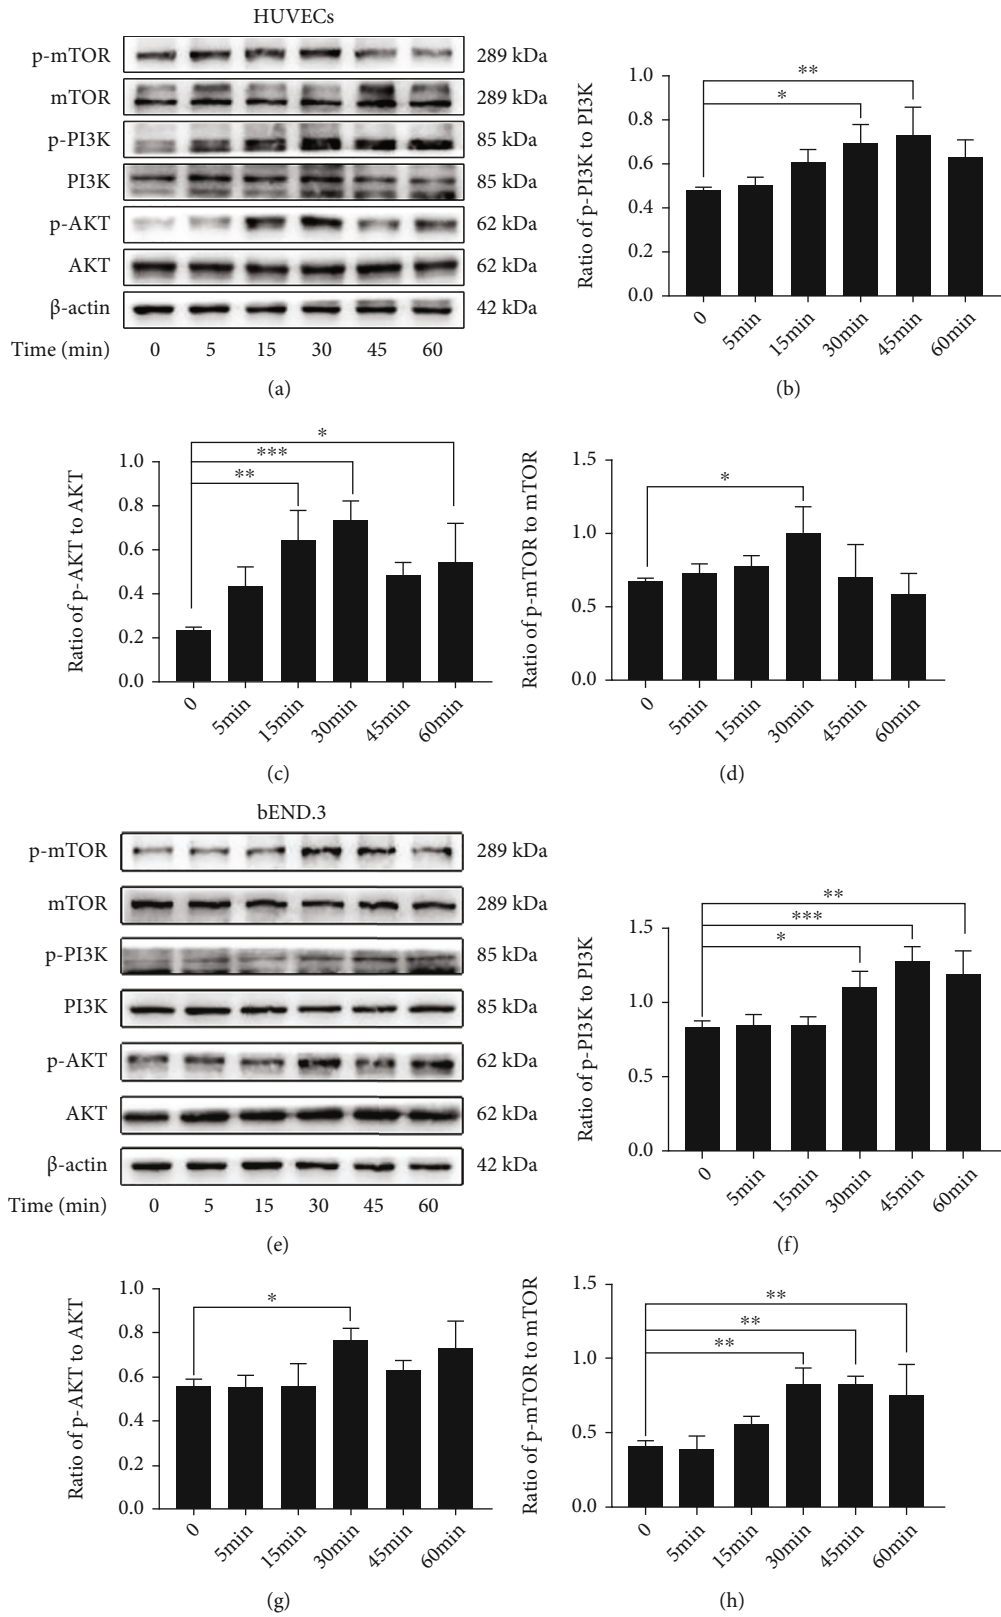 HUVECs
p-mTOR 289 kDa
mTOR 289 kDa
p-PI3K 85 kDa
PI3K 85 kDa
p-AKT 62 kDa
AKT 62 kDa
β-actin 42 kDa
Time (min) 0 5 15 30 45 60
(a)
Ratio of p-PI3K to PI3K
1.0
0.8
0.6
0.4
0.2
0.0
**
*
0 5min 15min 30min 45min 60min
(b)
Ratio of p-AKT to AKT
1.0
0.8
0.6
0.4
0.2
0.0
*
***
**
0 5min 15min 30min 45min 60min
(c)
Ratio of p-mTOR to mTOR
1.5
1.0
0.5
0.0
*
0 5min 15min 30min 45min 60min
(d)
bEND.3
p-mTOR 289 kDa
mTOR 289 kDa
p-PI3K 85 kDa
PI3K 85 kDa
p-AKT 62 kDa
AKT 62 kDa
β-actin 42 kDa
Time (min) 0 5 15 30 45 60
(e)
Ratio of p-PI3K to PI3K
1.5
1.0
0.5
0.0
**
***
*
0 5min 15min 30min 45min 60min
(f)
Ratio of p-AKT to AKT
1.0
0.8
0.6
0.4
0.2
0.0
*
0 5min 15min 30min 45min 60min
(g)
Ratio of p-mTOR to mTOR
1.5
1.0
0.5
0.0
**
**
**
0 5min 15min 30min 45min 60min
(h)